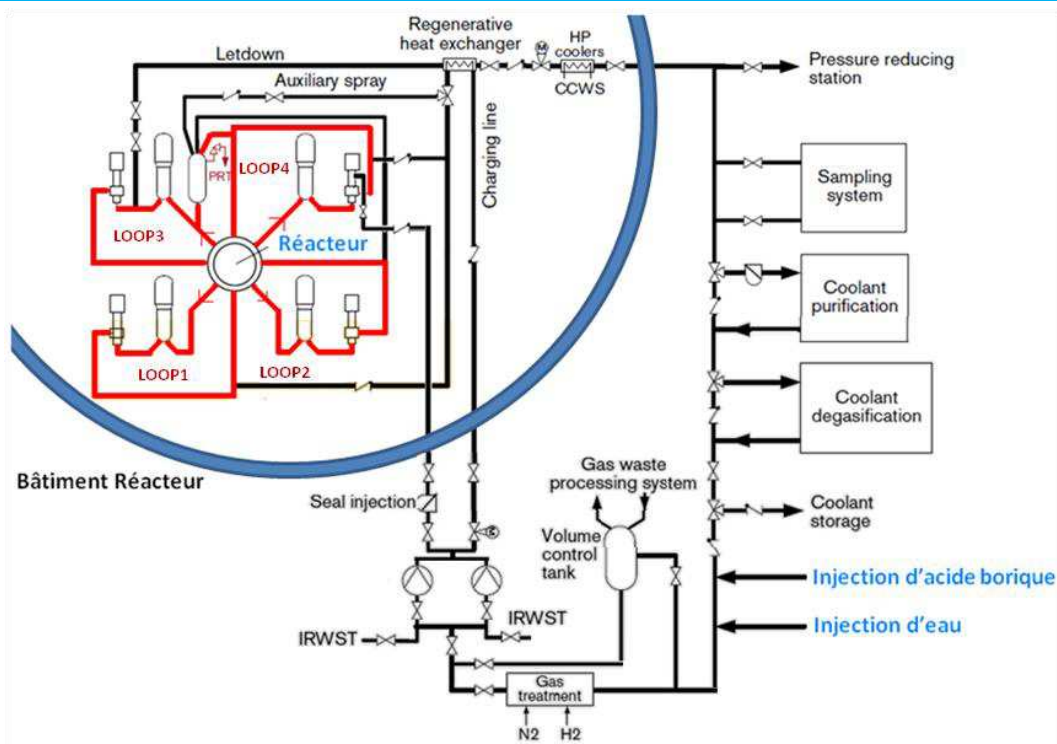 Regenerative
heat exchanger
HP
coolers
Letdown
CCWS
Pressure reducing
station
Auxiliary spray
Charging line
PRT
LOOP4
LOOP3
Réacteur
LOOP1
LOOP2
Sampling
system
Coolant
purification
Coolant
degasification
Bâtiment Réacteur
Seal injection
Gas waste
processing system
Volume
control
tank
Coolant
storage
Injection d'acide borique
Injection d'eau
IRWST
IRWST
Gas
treatment
N2
H2
M